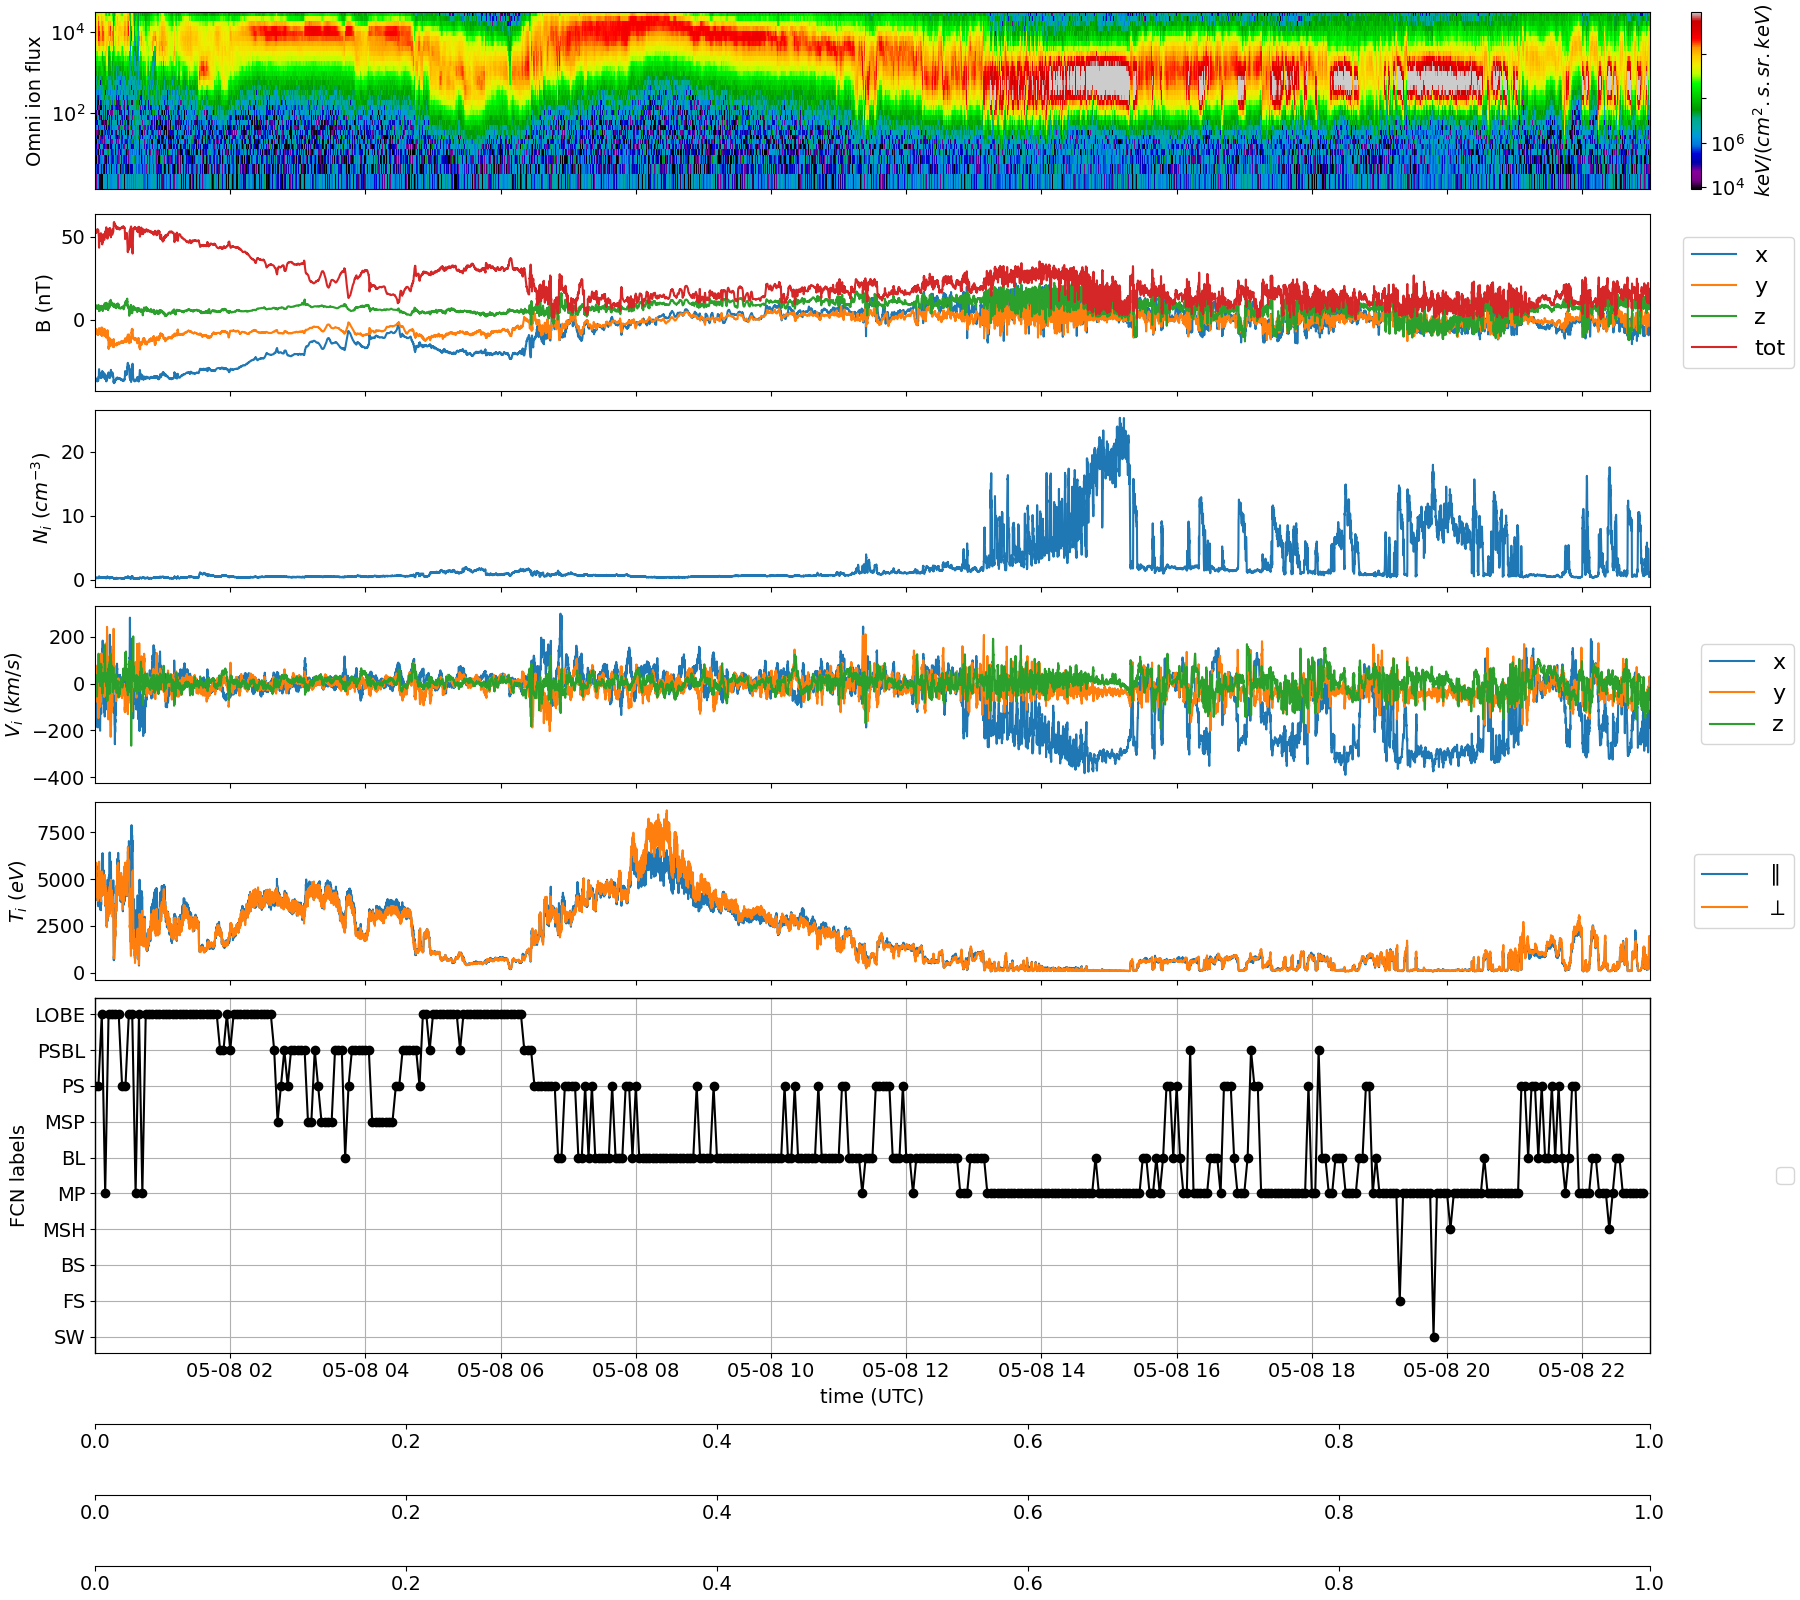 Omni ion flux
10⁴
10²
10⁶
10⁴
keV/(cm².s.sr.keV)
B (nT)
50
0
x
y
z
tot
Nᵢ (cm⁻³)
20
10
0
Vᵢ (km/s)
200
0
−200
−400
x
y
z
Tᵢ (eV)
7500
5000
2500
0
∥
⊥
FCN labels
LOBE
PSBL
PS
MSP
BL
MP
MSH
BS
FS
SW
05-08 02 05-08 04 05-08 06 05-08 08 05-08 10 05-08 12 05-08 14 05-08 16 05-08 18 05-08 20 05-08 22
time (UTC)
0.0 0.2 0.4 0.6 0.8 1.0
0.0 0.2 0.4 0.6 0.8 1.0
0.0 0.2 0.4 0.6 0.8 1.0